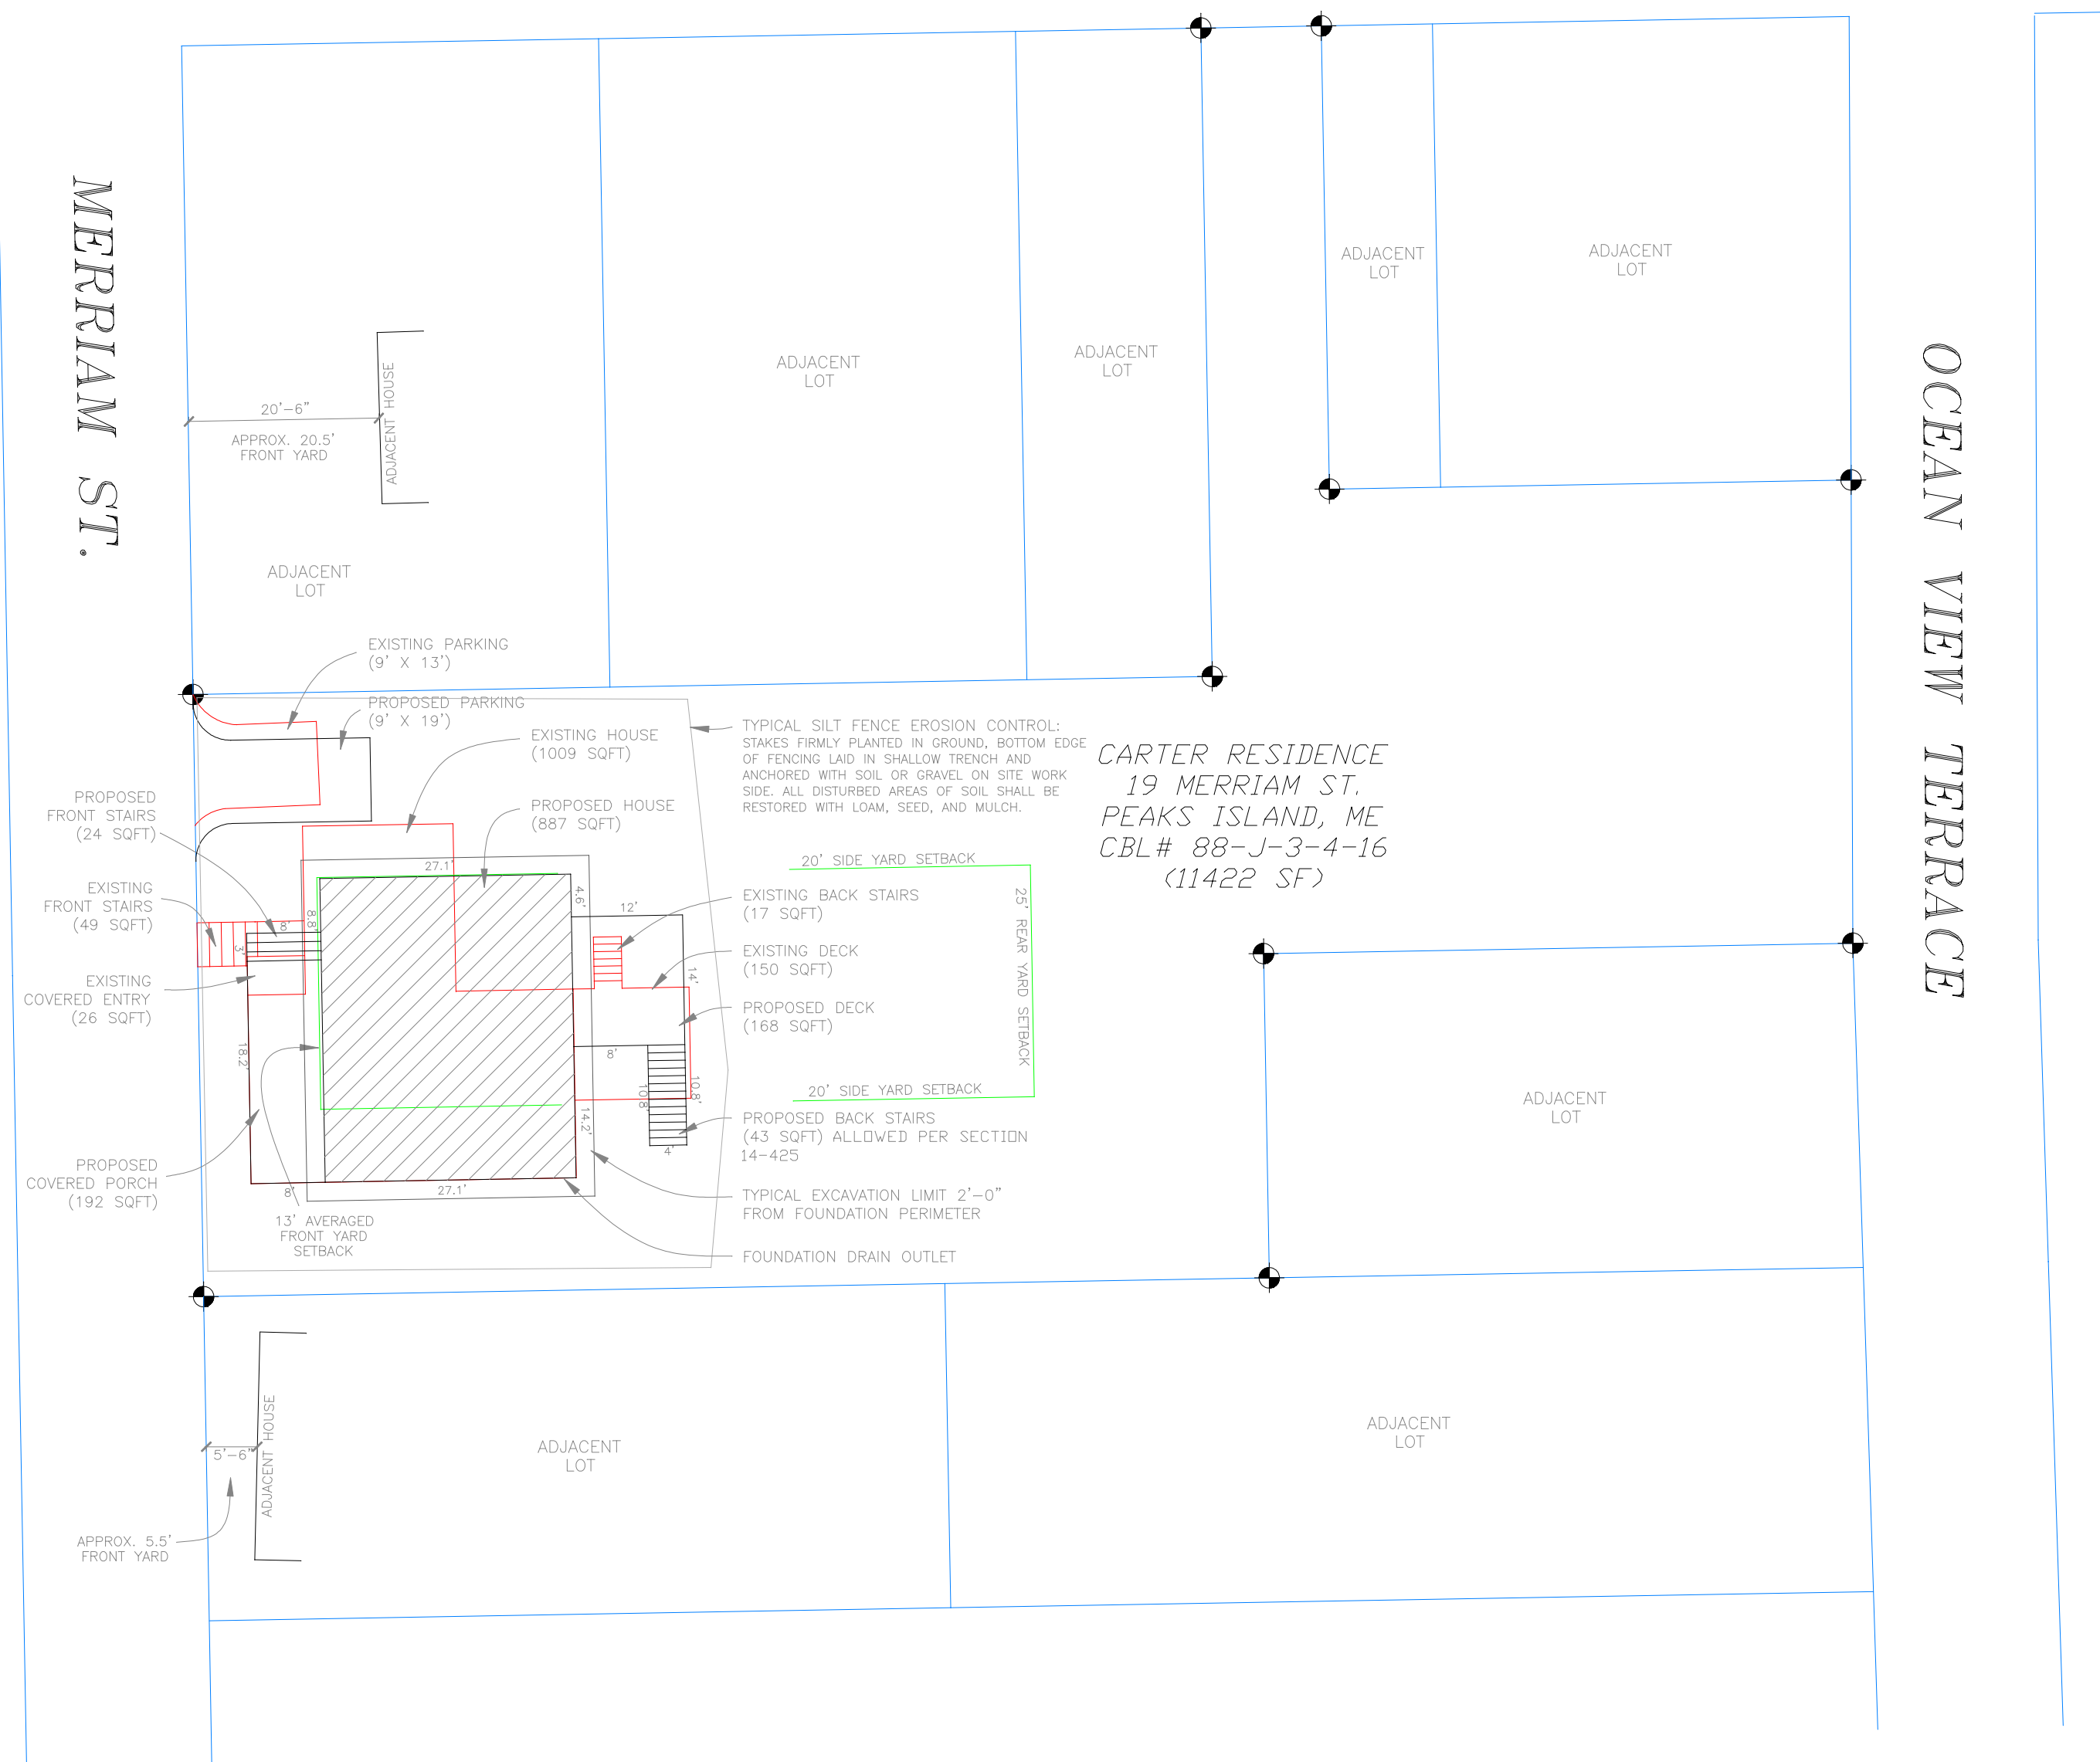 MERRIAM ST.
OCEAN VIEW TERRACE
ADJACENT
LOT
ADJACENT
LOT
ADJACENT
LOT
ADJACENT
LOT
ADJACENT HOUSE
20'-6"
APPROX. 20.5'
FRONT YARD
ADJACENT
LOT
EXISTING PARKING
(9' X 13')
PROPOSED PARKING
(9' X 19')
EXISTING HOUSE
(1009 SQFT)
PROPOSED HOUSE
(887 SQFT)
TYPICAL SILT FENCE EROSION CONTROL:
STAKES FIRMLY PLANTED IN GROUND, BOTTOM EDGE
OF FENCING LAID IN SHALLOW TRENCH AND
ANCHORED WITH SOIL OR GRAVEL ON SITE WORK
SIDE. ALL DISTURBED AREAS OF SOIL SHALL BE
RESTORED WITH LOAM, SEED, AND MULCH.
CARTER RESIDENCE
19 MERRIAM ST.
PEAKS ISLAND, ME
CBL# 88-J-3-4-16
(11422 SF)
PROPOSED
FRONT STAIRS
(24 SQFT)
EXISTING
FRONT STAIRS
(49 SQFT)
EXISTING
COVERED ENTRY
(26 SQFT)
PROPOSED
COVERED PORCH
(192 SQFT)
13' AVERAGED
FRONT YARD
SETBACK
27.1'
4.6'
8.8'
8'
3'
18.2'
8'
27.1'
14.2'
12'
14'
8'
10.8'
10.8'
4'
20' SIDE YARD SETBACK
25' REAR YARD SETBACK
20' SIDE YARD SETBACK
EXISTING BACK STAIRS
(17 SQFT)
EXISTING DECK
(150 SQFT)
PROPOSED DECK
(168 SQFT)
PROPOSED BACK STAIRS
(43 SQFT) ALLOWED PER SECTION
14-425
TYPICAL EXCAVATION LIMIT 2'-0"
FROM FOUNDATION PERIMETER
FOUNDATION DRAIN OUTLET
ADJACENT
LOT
ADJACENT HOUSE
5'-6"
APPROX. 5.5'
FRONT YARD
ADJACENT
LOT
ADJACENT
LOT